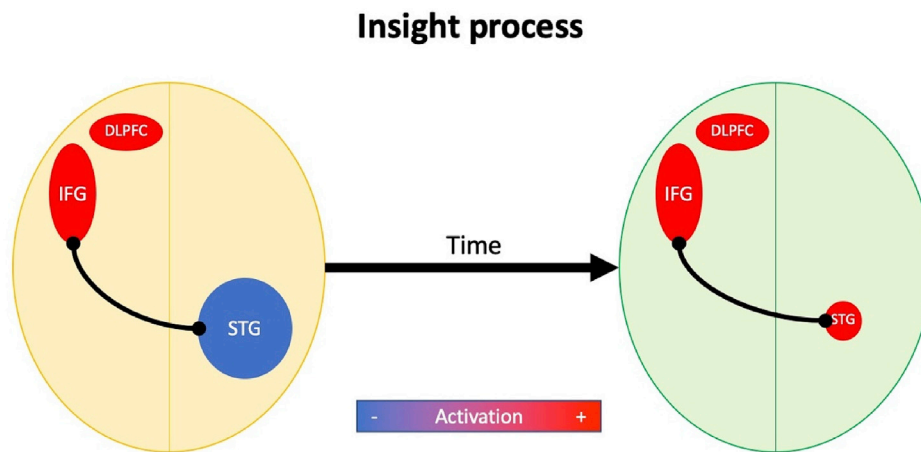 Insight process
DLPFC
IFG
STG
Time
DLPFC
IFG
STG
- Activation +